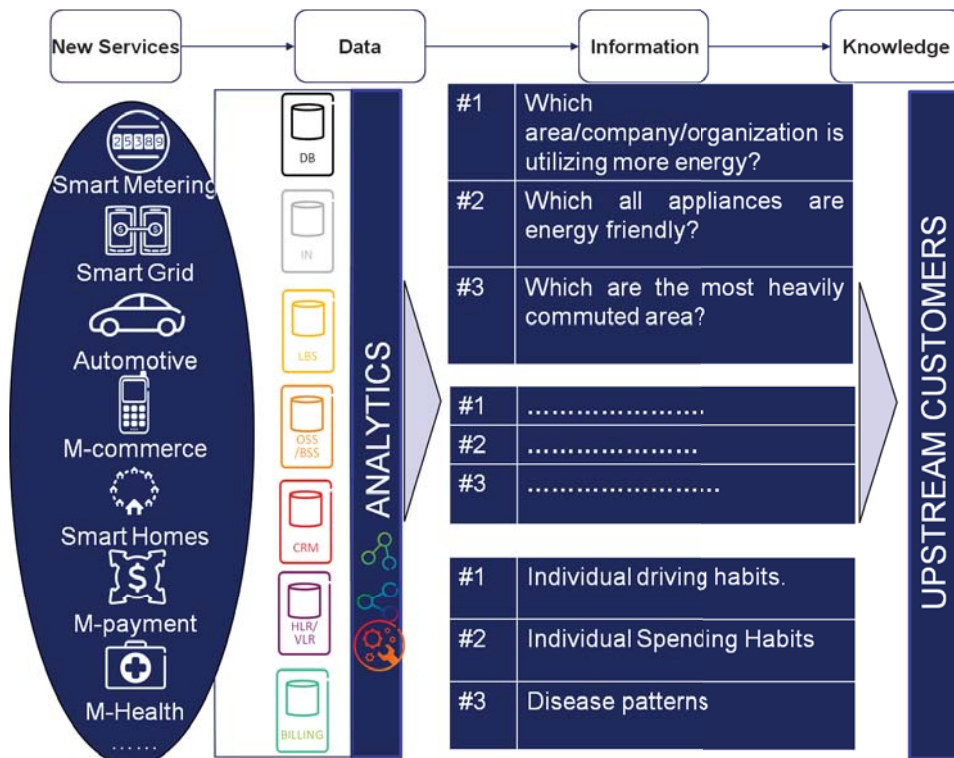 New Services
Data
Information
Knowledge
25389
Smart Metering
Smart Grid
Automotive
M-commerce
Smart Homes
$
M-payment
M-Health
......
DB
IN
LBS
OSS
/BSS
CRM
HLR/
VLR
BILLING
ANALYTICS
#1 Which
area/company/organization is
utilizing more energy?
#2 Which all appliances are
energy friendly?
#3 Which are the most heavily
commuted area?
#1 …………………..
#2 ………………….
#3 ……………………..
#1 Individual driving habits.
#2 Individual Spending Habits
#3 Disease patterns
UPSTREAM CUSTOMERS